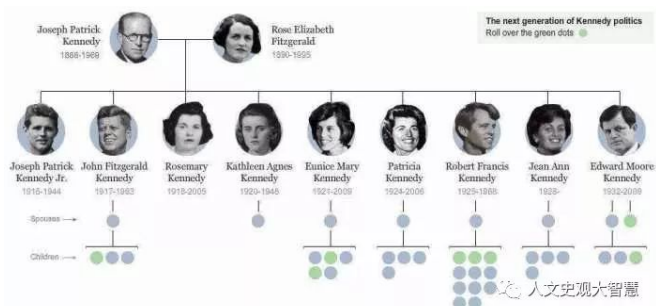 Joseph Patrick
Kennedy
1888-1969
Rose Elizabeth
Fitzgerald
1890-1995
The next generation of Kennedy politics
Roll over the green dots
Joseph Patrick
Kennedy Jr.
1915-1944
John Fitzgerald
Kennedy
1917-1963
Rosemary
Kennedy
1918-2005
Kathleen Agnes
Kennedy
1920-1948
Eunice Mary
Kennedy
1921-2009
Patricia
Kennedy
1924-2006
Robert Francis
Kennedy
1925-1968
Jean Ann
Kennedy
1928-
Edward Moore
Kennedy
1932-2009
Spouses
Children
人文史观大智慧